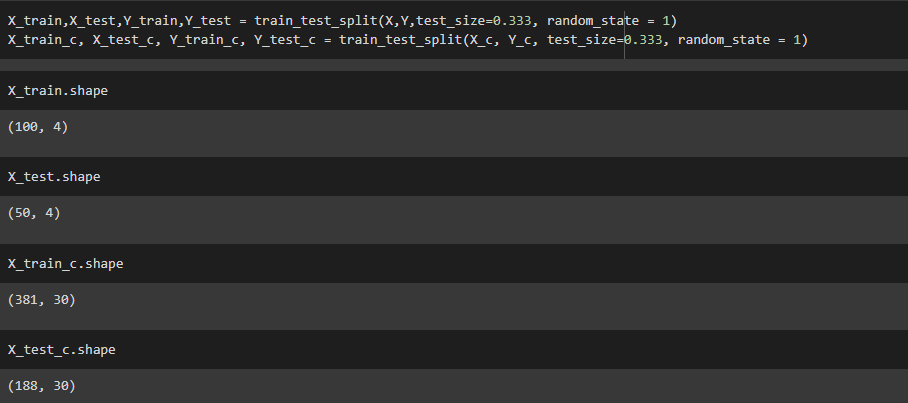 X_train,X_test,Y_train,Y_test = train_test_split(X,Y,test_size=0.333, random_state = 1)
X_train_c, X_test_c, Y_train_c, Y_test_c = train_test_split(X_c, Y_c, test_size=0.333, random_state = 1)
X_train.shape
(100, 4)
X_test.shape
(50, 4)
X_train_c.shape
(381, 30)
X_test_c.shape
(188, 30)